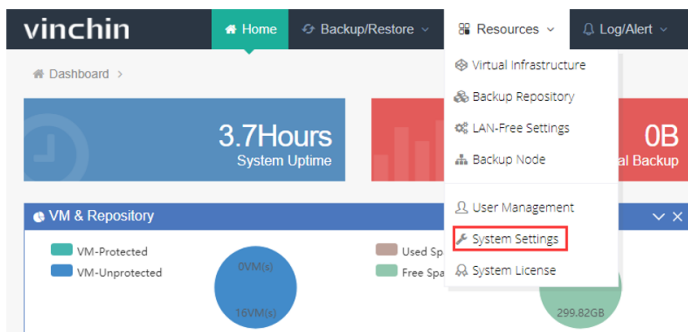 vinchin
Home
Backup/Restore
Resources
Log/Alert
Dashboard >
Virtual Infrastructure
Backup Repository
LAN-Free Settings
Backup Node
User Management
System Settings
System License
3.7Hours
System Uptime
0B
al Backup
VM & Repository
VM-Protected
VM-Unprotected
0VM(s)
16VM(s)
Used Sp
Free Spa
299.82GB